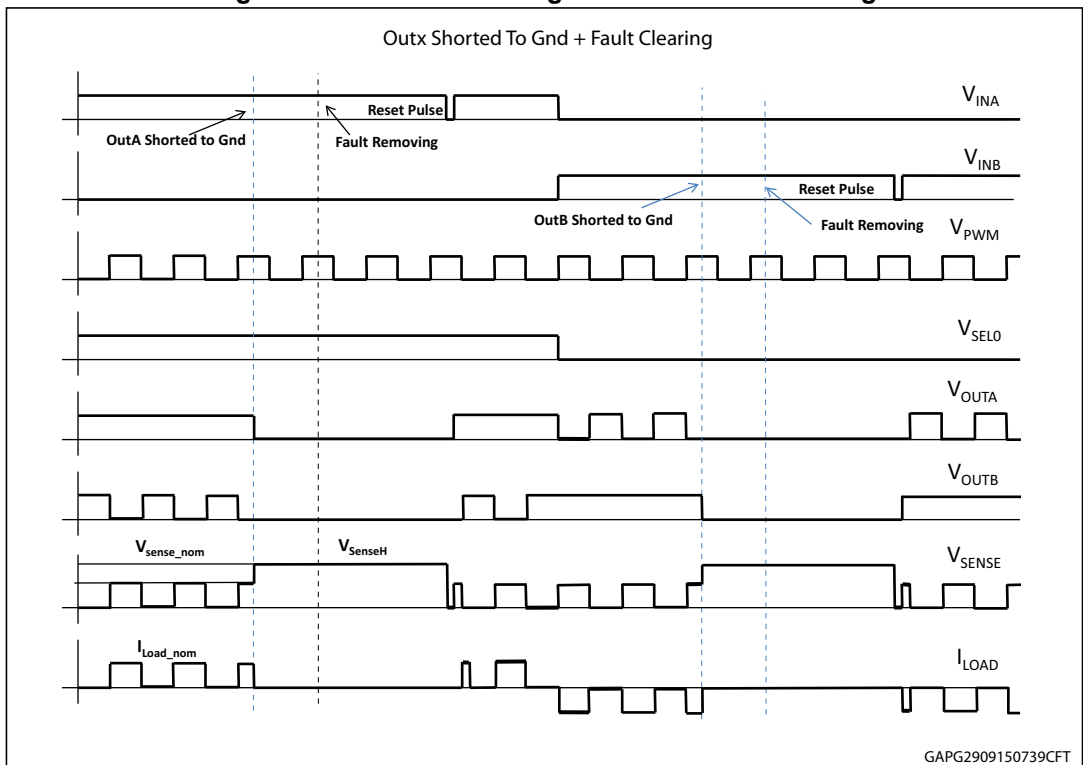 Outx Shorted To Gnd + Fault Clearing
V_INA
Reset Pulse
OutA Shorted to Gnd
Fault Removing
V_INB
Reset Pulse
OutB Shorted to Gnd
Fault Removing
V_PWM
V_SEL0
V_OUTA
V_OUTB
V_sense_nom
V_SenseH
V_SENSE
I_Load_nom
I_LOAD
GAPG2909150739CFT